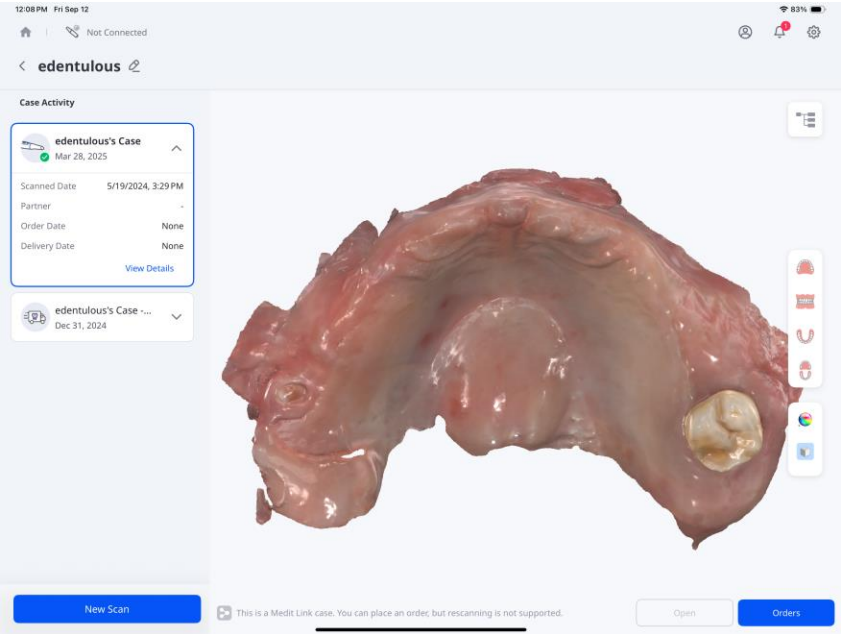 12:08 PM Fri Sep 12
83%
Not Connected
1
edentulous
Case Activity
edentulous's Case
Mar 28, 2025
Scanned Date 5/19/2024, 3:29 PM
Partner -
Order Date None
Delivery Date None
View Details
edentulous's Case -...
Dec 31, 2024
New Scan
This is a Medit Link case. You can place an order, but rescanning is not supported.
Open
Orders